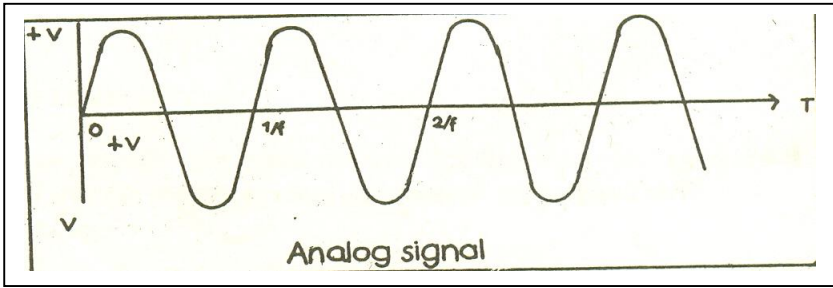 +V
T
0
+V
1/f
2/f
V
Analog signal